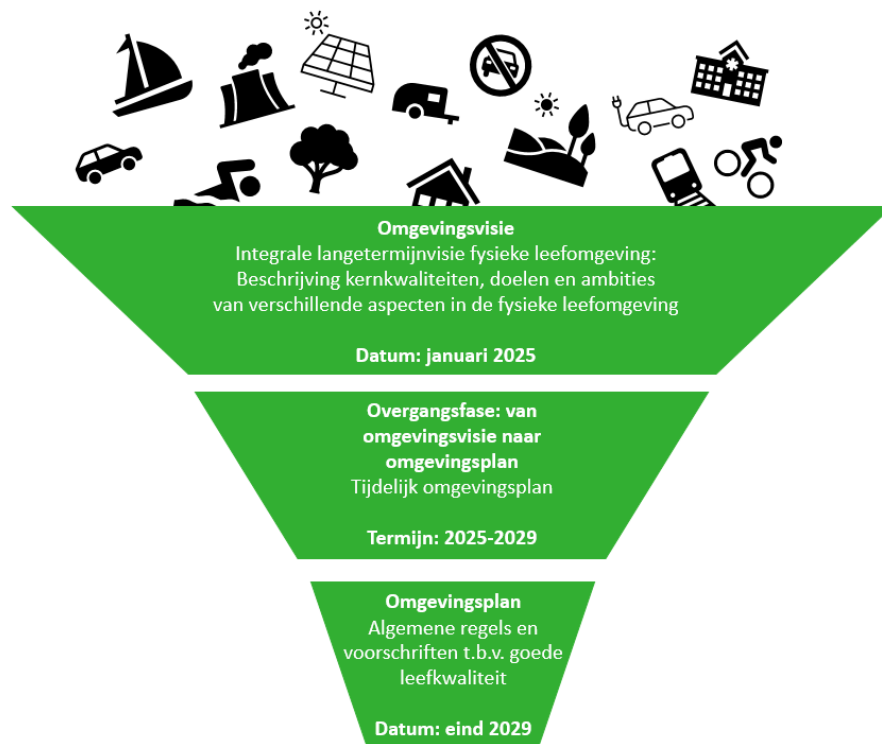 Omgevingsvisie
Integrale langetermijnvisie fysieke leefomgeving:
Beschrijving kernkwaliteiten, doelen en ambities
van verschillende aspecten in de fysieke leefomgeving
Datum: januari 2025
Overgangsfase: van
omgevingsvisie naar
omgevingsplan
Tijdelijk omgevingsplan
Termijn: 2025-2029
Omgevingsplan
Algemene regels en
voorschriften t.b.v. goede
leefkwaliteit
Datum: eind 2029